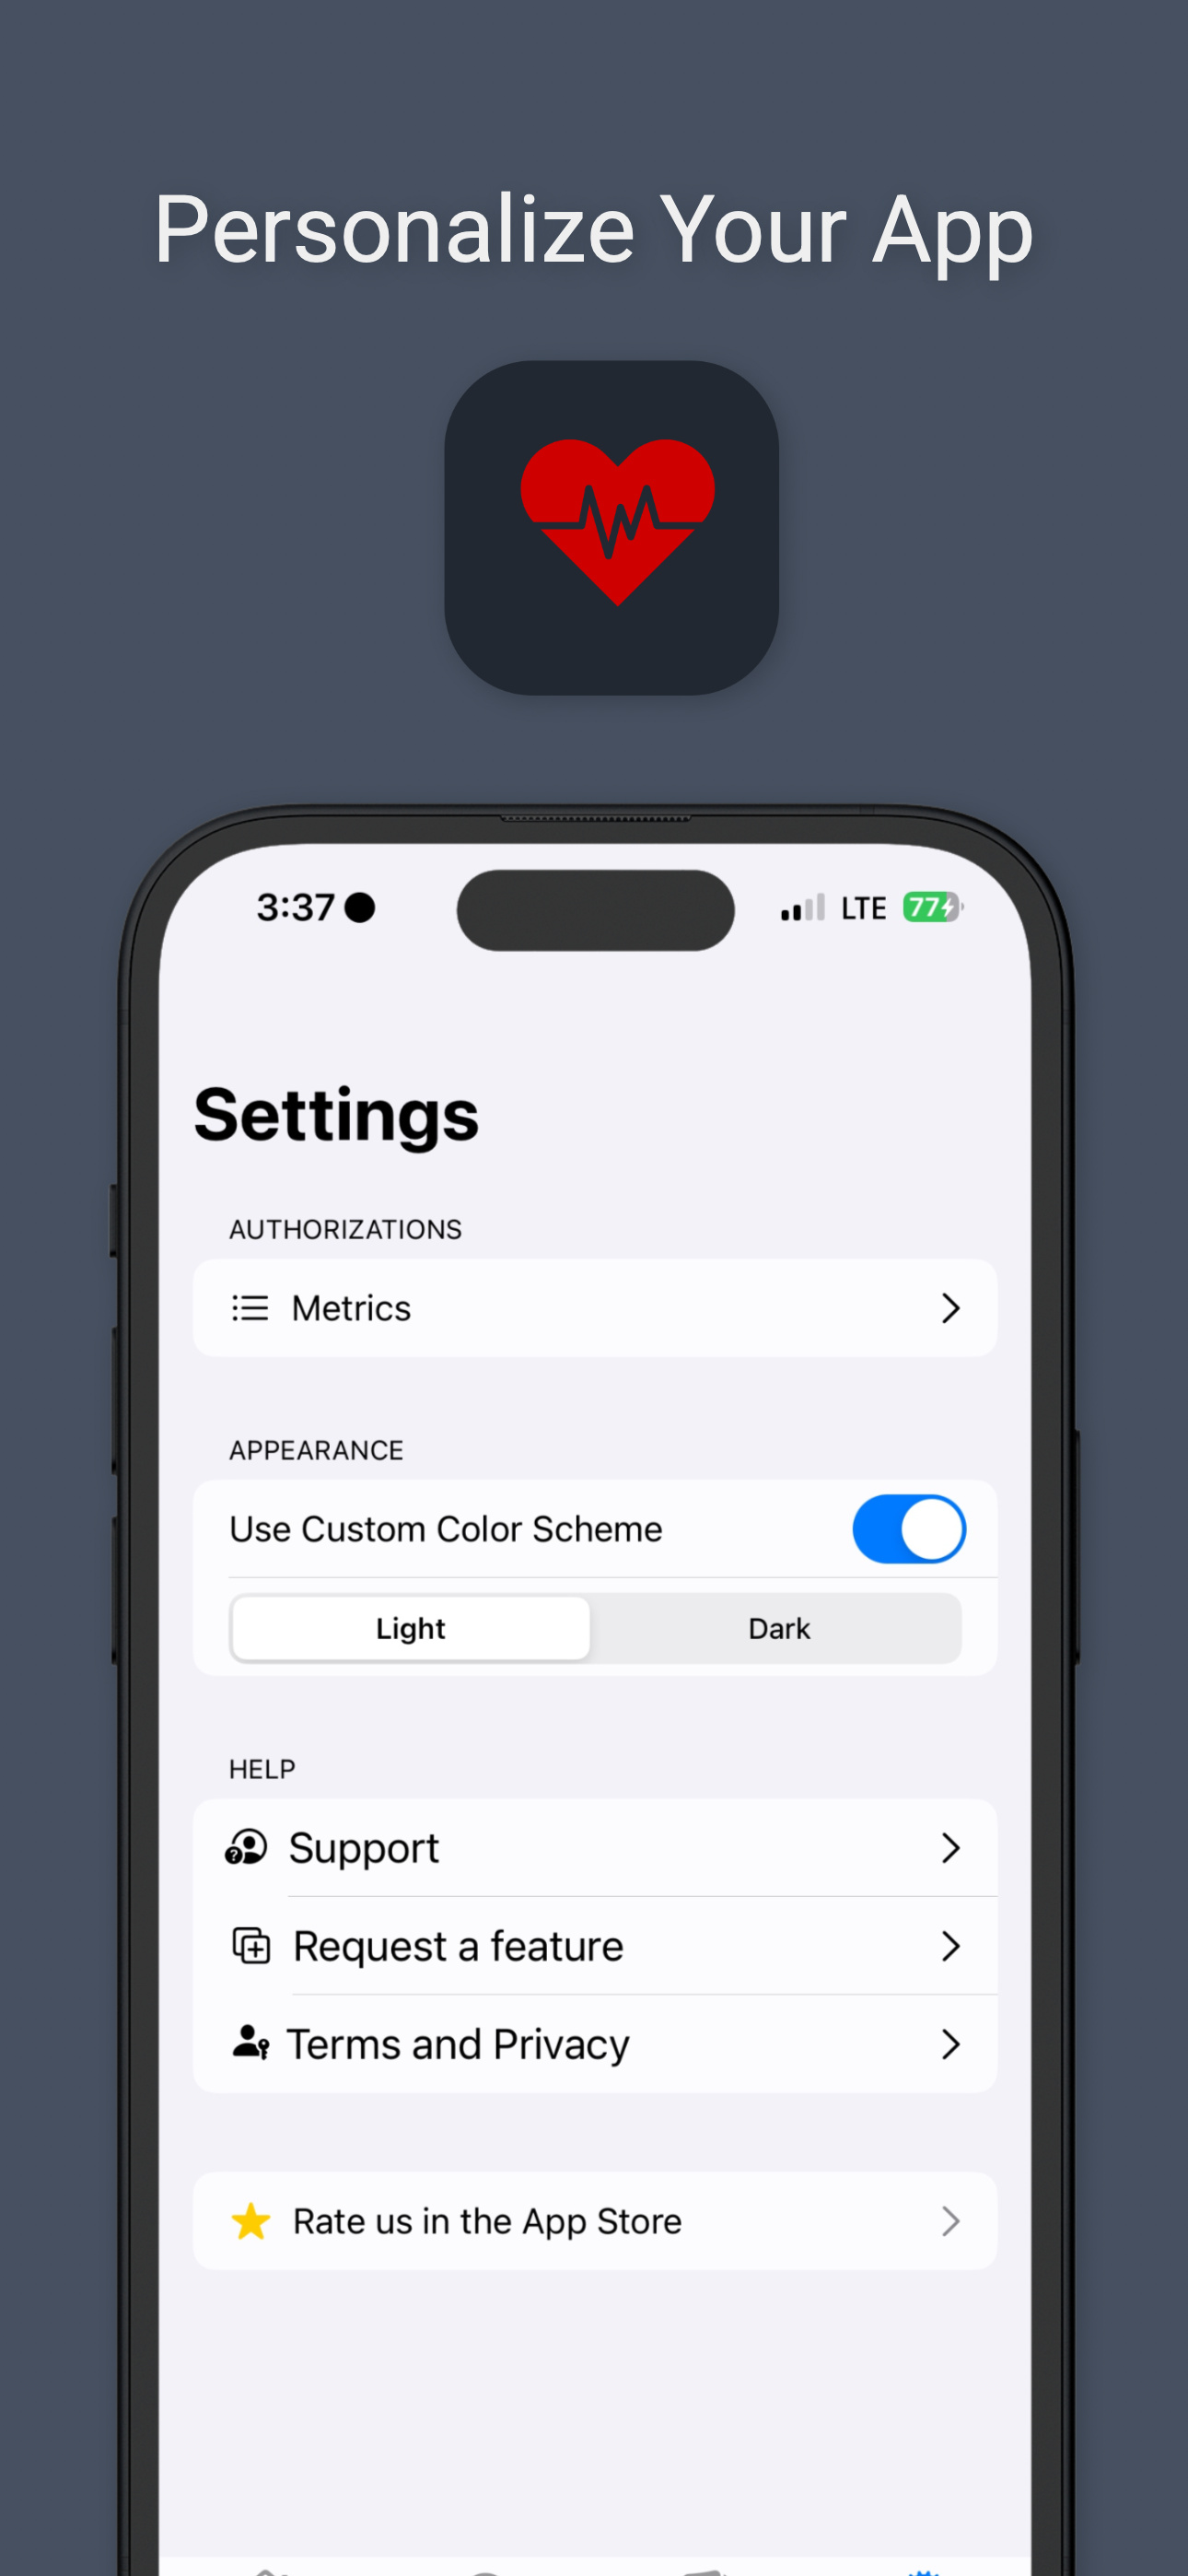 Personalize Your App
3:37
LTE 77
Settings
AUTHORIZATIONS
Metrics
APPEARANCE
Use Custom Color Scheme
Light Dark
HELP
Support
Request a feature
Terms and Privacy
Rate us in the App Store